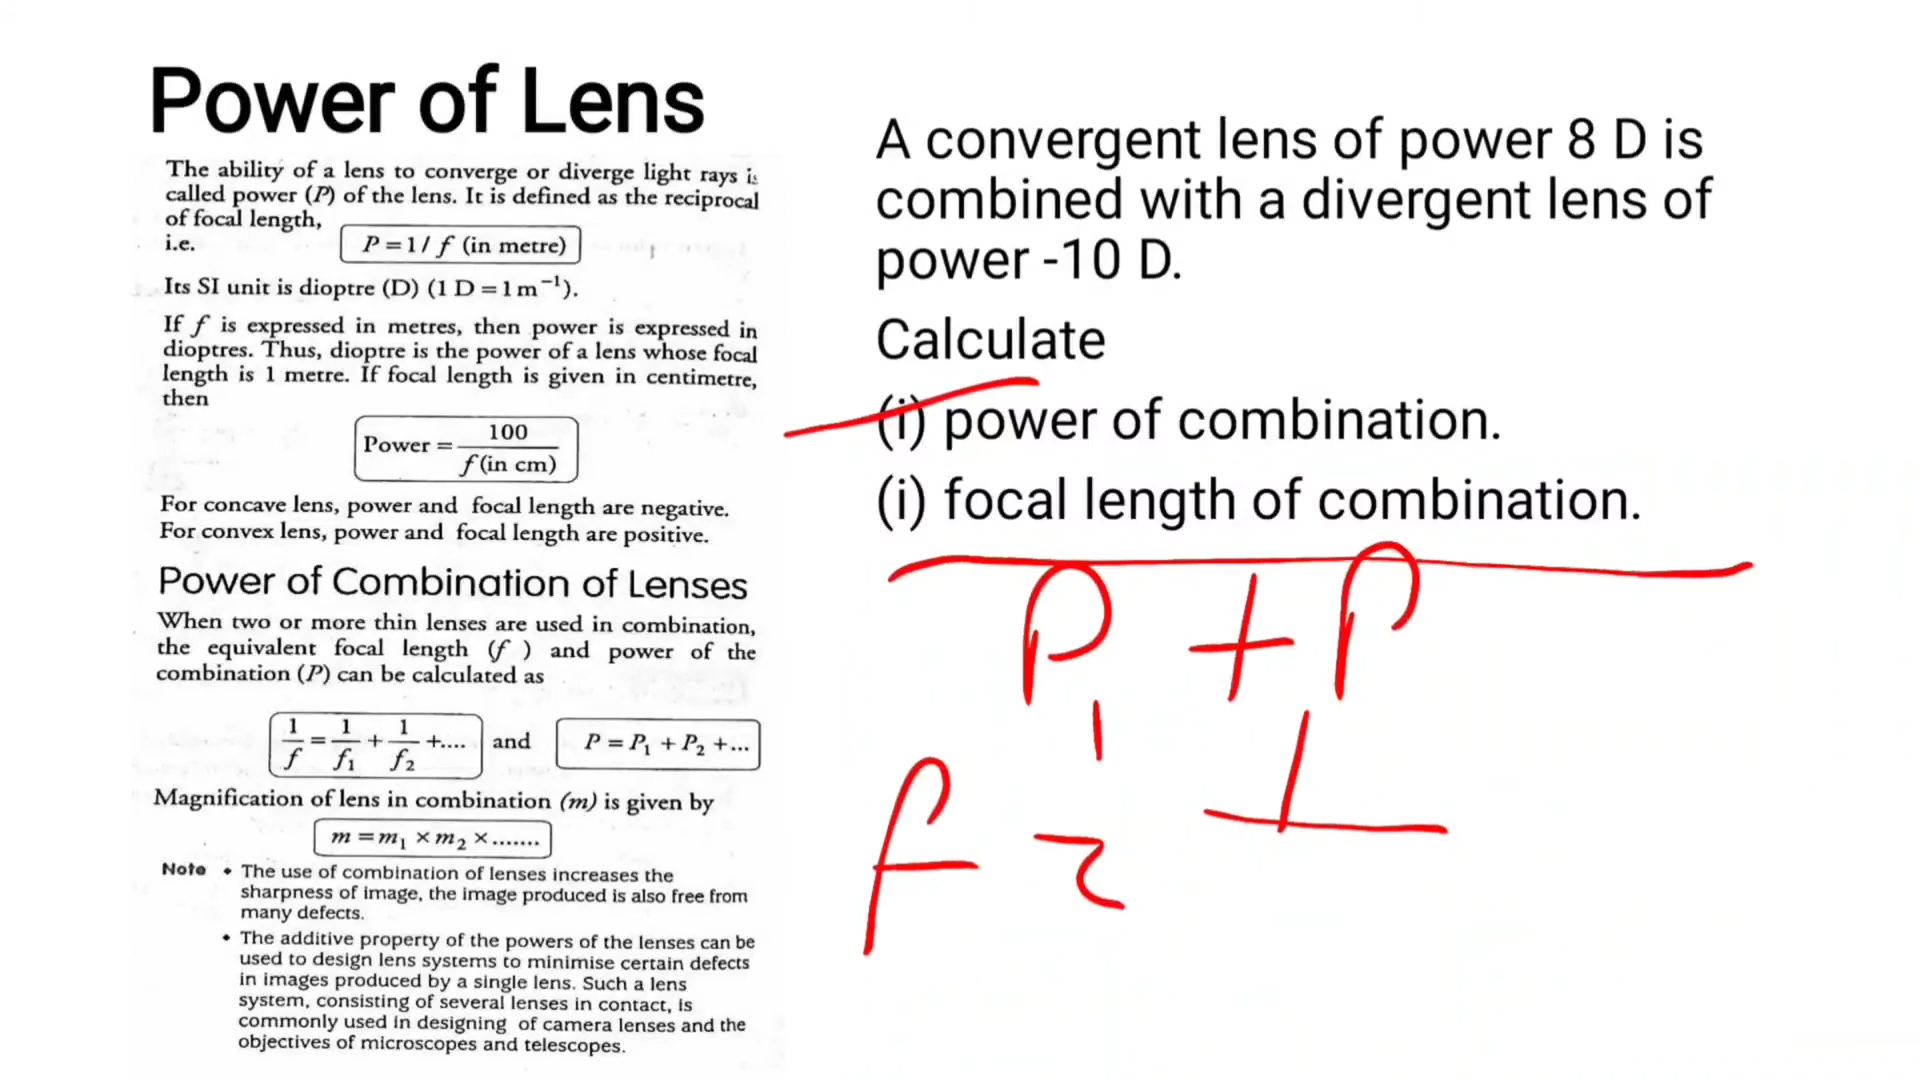 Power of Lens
The ability of a lens to converge or diverge light rays is
called power (P) of the lens. It is defined as the reciprocal
of focal length,
i.e. P = 1 / f (in metre)
Its SI unit is dioptre (D) (1 D = 1 m⁻¹).
If f is expressed in metres, then power is expressed in
dioptres. Thus, dioptre is the power of a lens whose focal
length is 1 metre. If focal length is given in centimetre,
then
Power = 100 / f (in cm)
For concave lens, power and focal length are negative.
For convex lens, power and focal length are positive.
Power of Combination of Lenses
When two or more thin lenses are used in combination,
the equivalent focal length (f ) and power of the
combination (P) can be calculated as
1/f = 1/f₁ + 1/f₂ +.... and P = P₁ + P₂ +...
Magnification of lens in combination (m) is given by
m = m₁ × m₂ × .......
Note • The use of combination of lenses increases the
sharpness of image, the image produced is also free from
many defects.
• The additive property of the powers of the lenses can be
used to design lens systems to minimise certain defects
in images produced by a single lens. Such a lens
system, consisting of several lenses in contact, is
commonly used in designing of camera lenses and the
objectives of microscopes and telescopes.
A convergent lens of power 8 D is
combined with a divergent lens of
power -10 D.
Calculate
(i) power of combination.
(i) focal length of combination.
P₁ + P
f = 1